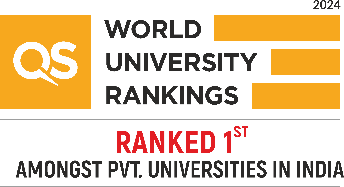 2024
QS
WORLD
UNIVERSITY
RANKINGS
RANKED 1ST
AMONGST PVT. UNIVERSITIES IN INDIA